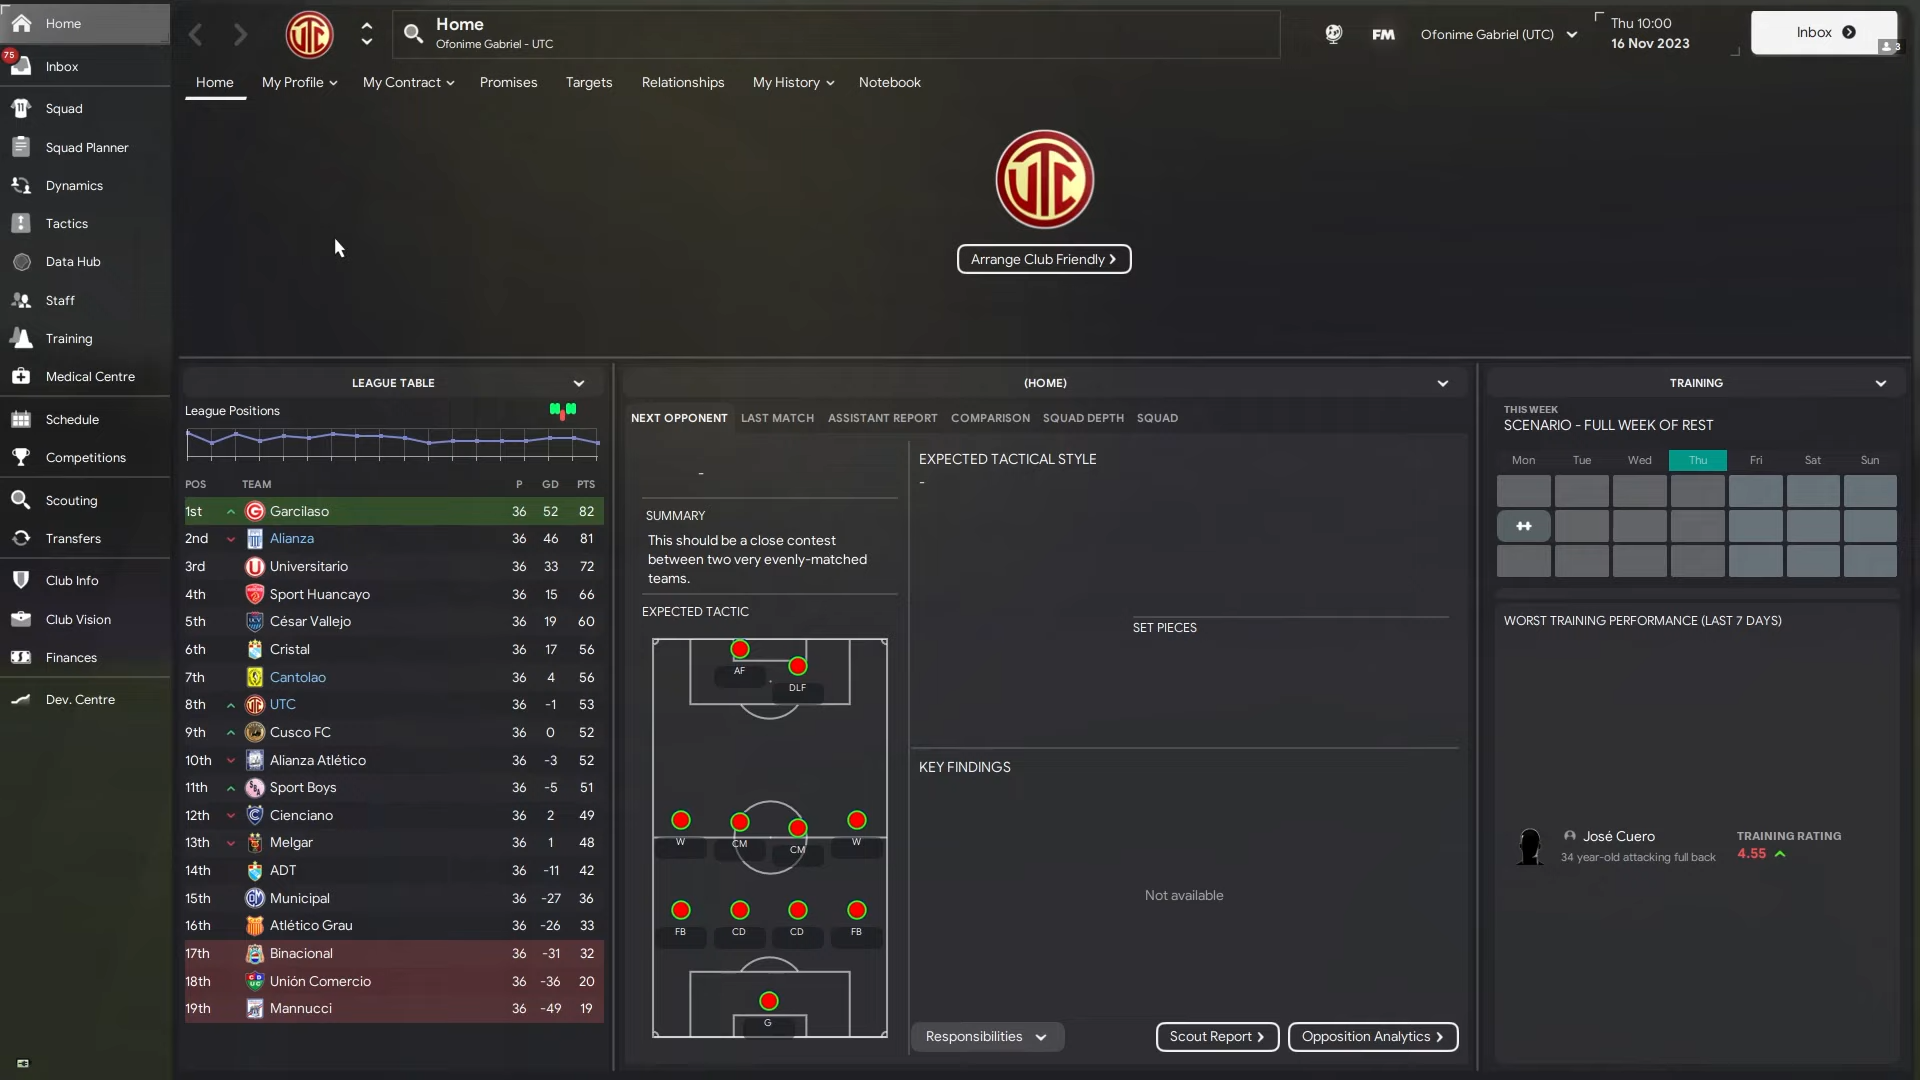 Home
75
Inbox
Squad
Squad Planner
Dynamics
Tactics
Data Hub
Staff
Training
Medical Centre
Schedule
Competitions
Scouting
Transfers
Club Info
Club Vision
Finances
Dev. Centre
UTC
Home
Ofonime Gabriel - UTC
FM
Ofonime Gabriel (UTC)
Thu 10:00
16 Nov 2023
Inbox
3
Home My Profile My Contract Promises Targets Relationships My History Notebook
UTC
Arrange Club Friendly
LEAGUE TABLE
League Positions
POS TEAM P GD PTS
1st Garcilaso 36 52 82
2nd Alianza 36 46 81
3rd Universitario 36 33 72
4th Sport Huancayo 36 15 66
5th César Vallejo 36 19 60
6th Cristal 36 17 56
7th Cantolao 36 4 56
8th UTC 36 -1 53
9th Cusco FC 36 0 52
10th Alianza Atlético 36 -3 52
11th Sport Boys 36 -5 51
12th Cienciano 36 2 49
13th Melgar 36 1 48
14th ADT 36 -11 42
15th Municipal 36 -27 36
16th Atlético Grau 36 -26 33
17th Binacional 36 -31 32
18th Unión Comercio 36 -36 20
19th Mannucci 36 -49 19
(HOME)
NEXT OPPONENT LAST MATCH ASSISTANT REPORT COMPARISON SQUAD DEPTH SQUAD
-
SUMMARY
This should be a close contest
between two very evenly-matched
teams.
EXPECTED TACTIC
AF
DLF
W CM CM W
FB CD CD FB
G
EXPECTED TACTICAL STYLE
-
SET PIECES
KEY FINDINGS
Not available
Responsibilities
Scout Report
Opposition Analytics
TRAINING
THIS WEEK
SCENARIO - FULL WEEK OF REST
Mon Tue Wed Thu Fri Sat Sun
WORST TRAINING PERFORMANCE (LAST 7 DAYS)
José Cuero
34 year-old attacking full back
TRAINING RATING
4.55